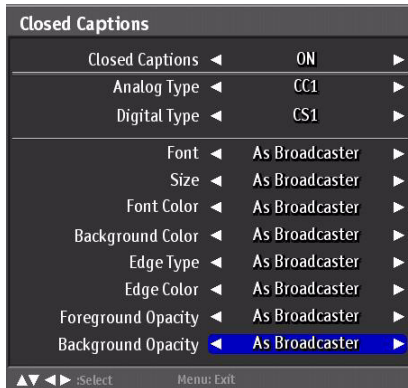 Closed Captions
Closed Captions ◀ ON ▶
Analog Type ◀ CC1 ▶
Digital Type ◀ CS1 ▶
Font ◀ As Broadcaster ▶
Size ◀ As Broadcaster ▶
Font Color ◀ As Broadcaster ▶
Background Color ◀ As Broadcaster ▶
Edge Type ◀ As Broadcaster ▶
Edge Color ◀ As Broadcaster ▶
Foreground Opacity ◀ As Broadcaster ▶
Background Opacity ◀ As Broadcaster ▶
▲▼ ◀▶ :Select Menu: Exit